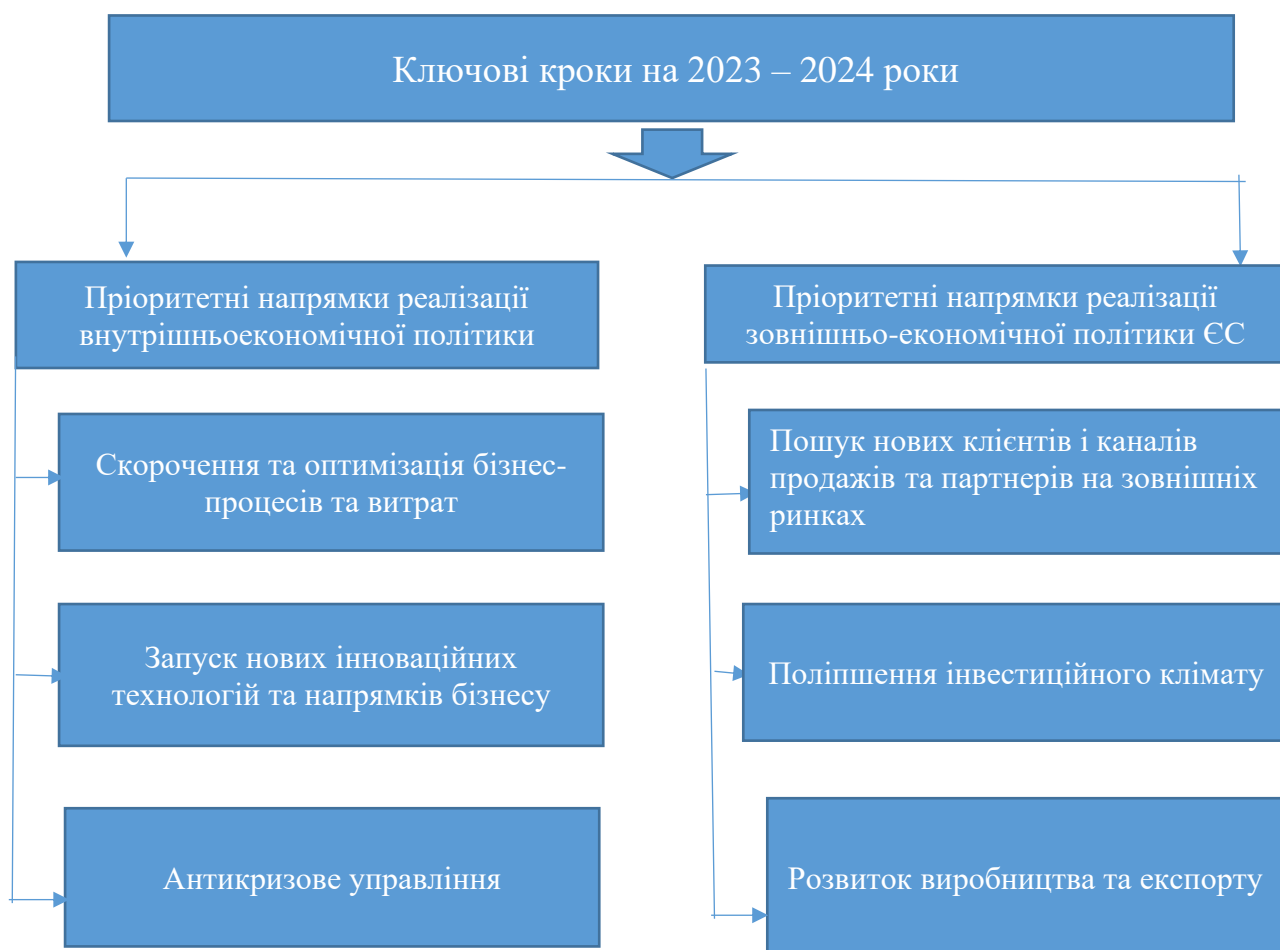 Ключові кроки на 2023 – 2024 роки
Пріоритетні напрямки реалізації
внутрішньоекономічної політики
Пріоритетні напрямки реалізації
зовнішньо-економічної політики ЄС
Скорочення та оптимізація бізнес-
процесів та витрат
Пошук нових клієнтів і каналів
продажів та партнерів на зовнішніх
ринках
Запуск нових інноваційних
технологій та напрямків бізнесу
Поліпшення інвестиційного клімату
Антикризове управління
Розвиток виробництва та експорту